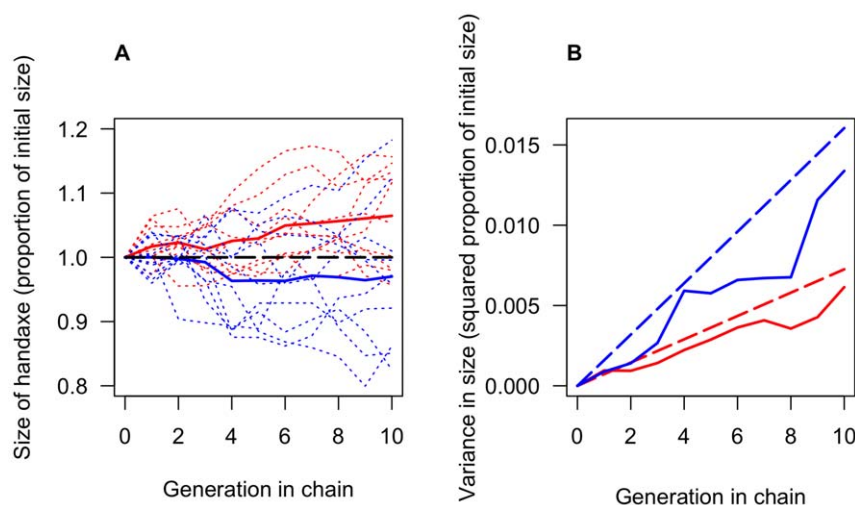 A
Size of handaxe (proportion of initial size)
1.2
1.1
1.0
0.9
0.8
0 2 4 6 8 10
Generation in chain
B
Variance in size (squared proportion of initial size)
0.015
0.010
0.005
0.000
0 2 4 6 8 10
Generation in chain